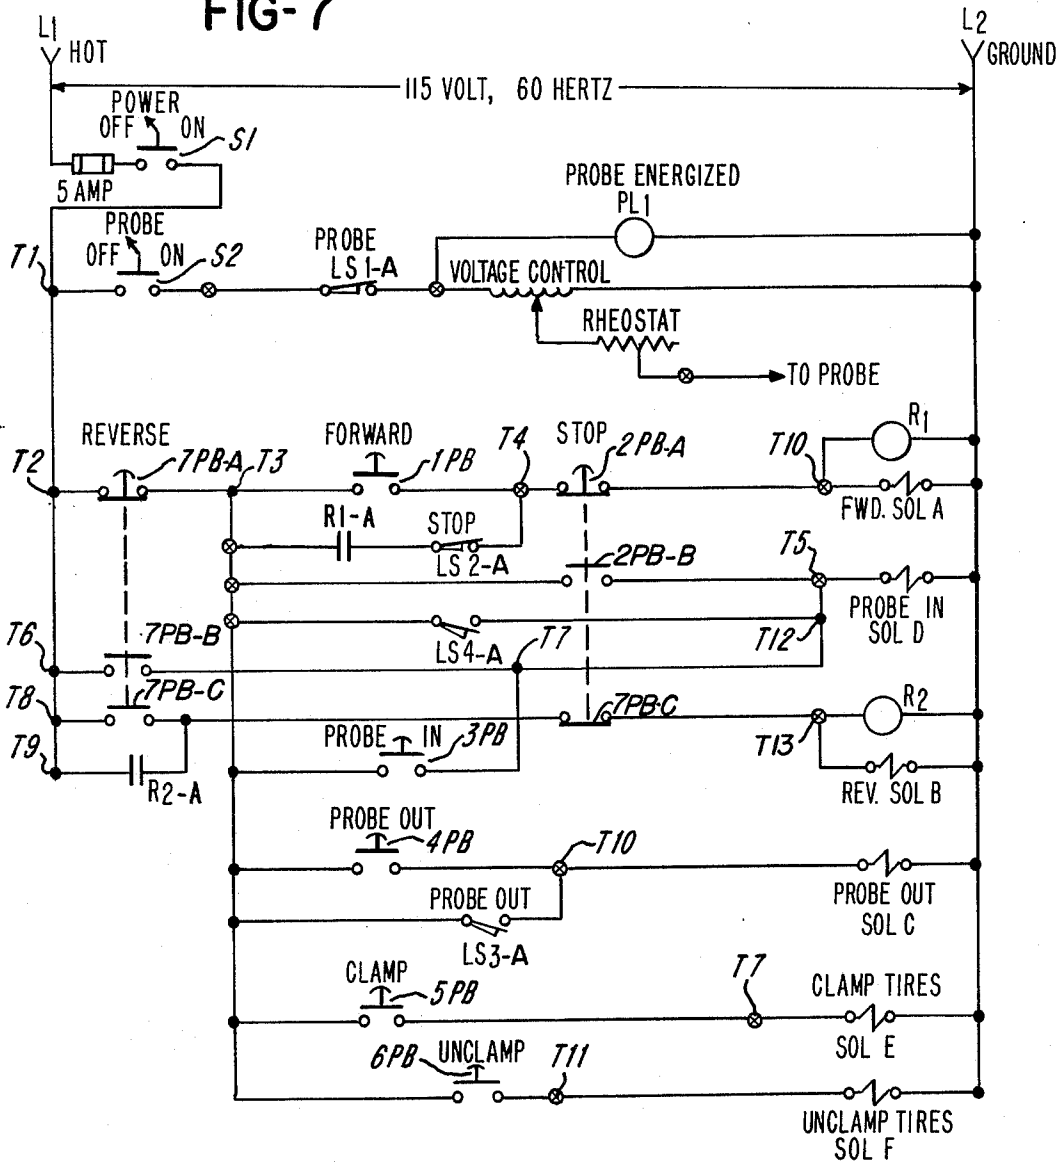 FIG-7
L1
HOT
L2
GROUND
115 VOLT, 60 HERTZ
POWER
OFF ON
S1
5 AMP
PROBE ENERGIZED
PL1
PROBE
OFF ON
S2
T1
PROBE
LS1-A
VOLTAGE CONTROL
RHEOSTAT
TO PROBE
REVERSE
FORWARD
T4
STOP
R1
T2
7PB-A
T3
1PB
2PB-A
T10
R1-A
STOP
LS2-A
FWD. SOL A
2PB-B
T5
PROBE IN
SOL D
T6
7PB-B
LS4-A
T7
T12
T8
7PB-C
7PB-C
R2
T9
PROBE IN
3PB
T13
R2-A
REV. SOL B
PROBE OUT
4PB
T10
PROBE OUT
LS3-A
PROBE OUT
SOL C
CLAMP
5PB
T7
CLAMP TIRES
SOL E
6PB
UNCLAMP
T11
UNCLAMP TIRES
SOL F